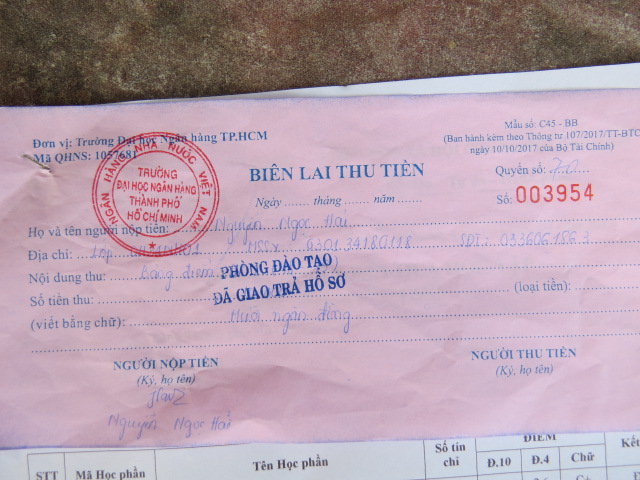 Đơn vị: Trường Đại học Ngân hàng TP.HCM
Mã QHNS: 1057681
Mẫu số: C45 - BB
(Ban hành kèm theo Thông tư 107/2017/TT-BTC
ngày 10/10/2017 của Bộ Tài Chính)
NGÂN HÀNG NHÀ NƯỚC VIỆT NAM
TRƯỜNG
ĐẠI HỌC NGÂN HÀNG
THÀNH PHỐ
HỒ CHÍ MINH
BIÊN LAI THU TIỀN
Quyển số: 20
Ngày ...... tháng ...... năm ......
Số: 003954
Họ và tên người nộp tiền: Nguyễn Ngọc Hải
Địa chỉ: Lớp MSSV SĐT:
Nội dung thu: Bảng điểm
PHÒNG ĐÀO TẠO
ĐÃ GIAO TRẢ HỒ SƠ
Số tiền thu: (loại tiền):
(viết bằng chữ): Mười ngàn đồng
NGƯỜI NỘP TIỀN
(Ký, họ tên)
NGƯỜI THU TIỀN
(Ký, họ tên)
Nguyễn Ngọc Hải
STT Mã Học phần Tên Học phần Số tín chỉ ĐIỂM Đ.10 Đ.4 Chữ Kết